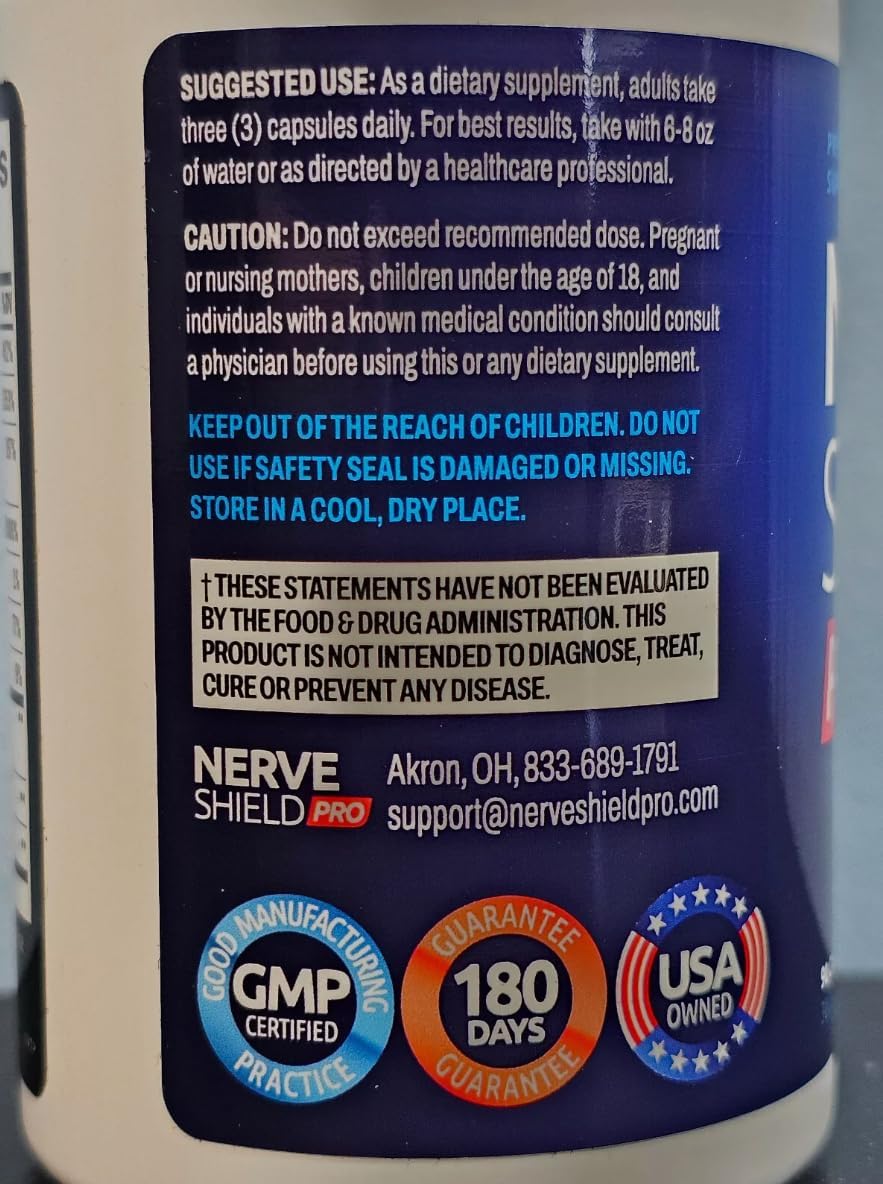 SUGGESTED USE: As a dietary supplement, adults take
three (3) capsules daily. For best results, take with 6-8 oz
of water or as directed by a healthcare professional.
CAUTION: Do not exceed recommended dose. Pregnant
or nursing mothers, children under the age of 18, and
individuals with a known medical condition should consult
a physician before using this or any dietary supplement.
KEEP OUT OF THE REACH OF CHILDREN. DO NOT
USE IF SAFETY SEAL IS DAMAGED OR MISSING.
STORE IN A COOL, DRY PLACE.
† THESE STATEMENTS HAVE NOT BEEN EVALUATED
BY THE FOOD & DRUG ADMINISTRATION. THIS
PRODUCT IS NOT INTENDED TO DIAGNOSE, TREAT,
CURE OR PREVENT ANY DISEASE.
NERVE
SHIELD PRO
Akron, OH, 833-689-1791
support@nerveshieldpro.com
GOOD MANUFACTURING
GMP
CERTIFIED
PRACTICE
GUARANTEE
180
DAYS
GUARANTEE
USA
OWNED